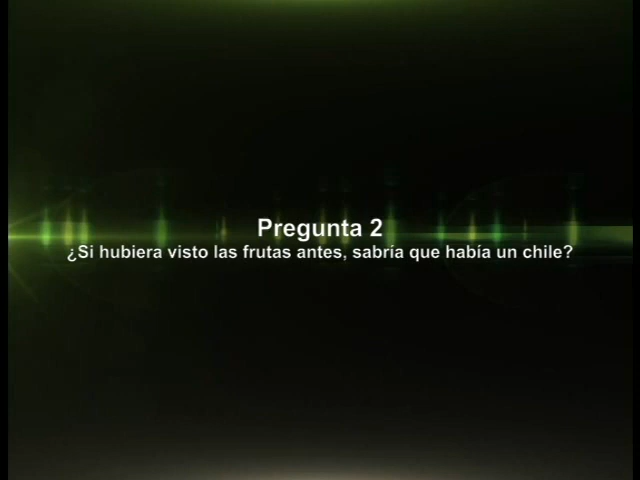 Pregunta 2
¿Si hubiera visto las frutas antes, sabría que había un chile?